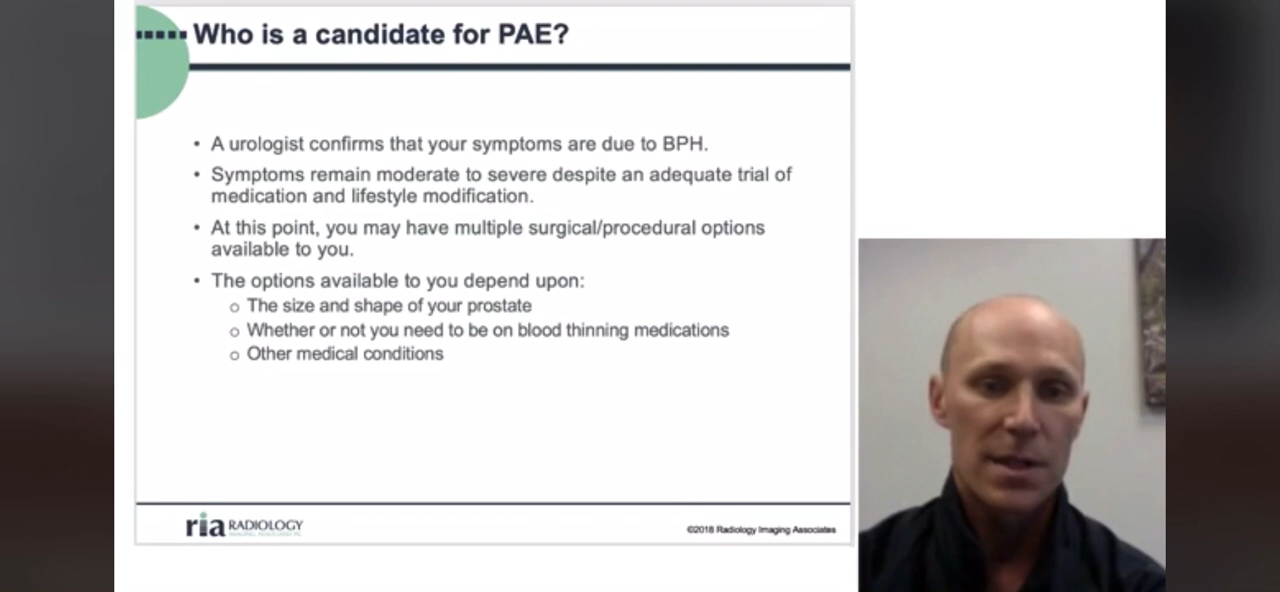 Who is a candidate for PAE?
• A urologist confirms that your symptoms are due to BPH.
• Symptoms remain moderate to severe despite an adequate trial of
medication and lifestyle modification.
• At this point, you may have multiple surgical/procedural options
available to you.
• The options available to you depend upon:
o The size and shape of your prostate
o Whether or not you need to be on blood thinning medications
o Other medical conditions
ria RADIOLOGY
©2018 Radiology Imaging Associates